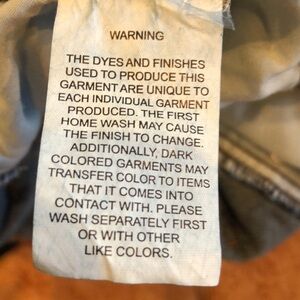 WARNING
THE DYES AND FINISHES
USED TO PRODUCE THIS
GARMENT ARE UNIQUE TO
EACH INDIVIDUAL GARMENT
PRODUCED. THE FIRST
HOME WASH MAY CAUSE
THE FINISH TO CHANGE.
ADDITIONALLY, DARK
COLORED GARMENTS MAY
TRANSFER COLOR TO ITEMS
THAT IT COMES INTO
CONTACT WITH. PLEASE
WASH SEPARATELY FIRST
OR WITH OTHER
LIKE COLORS.